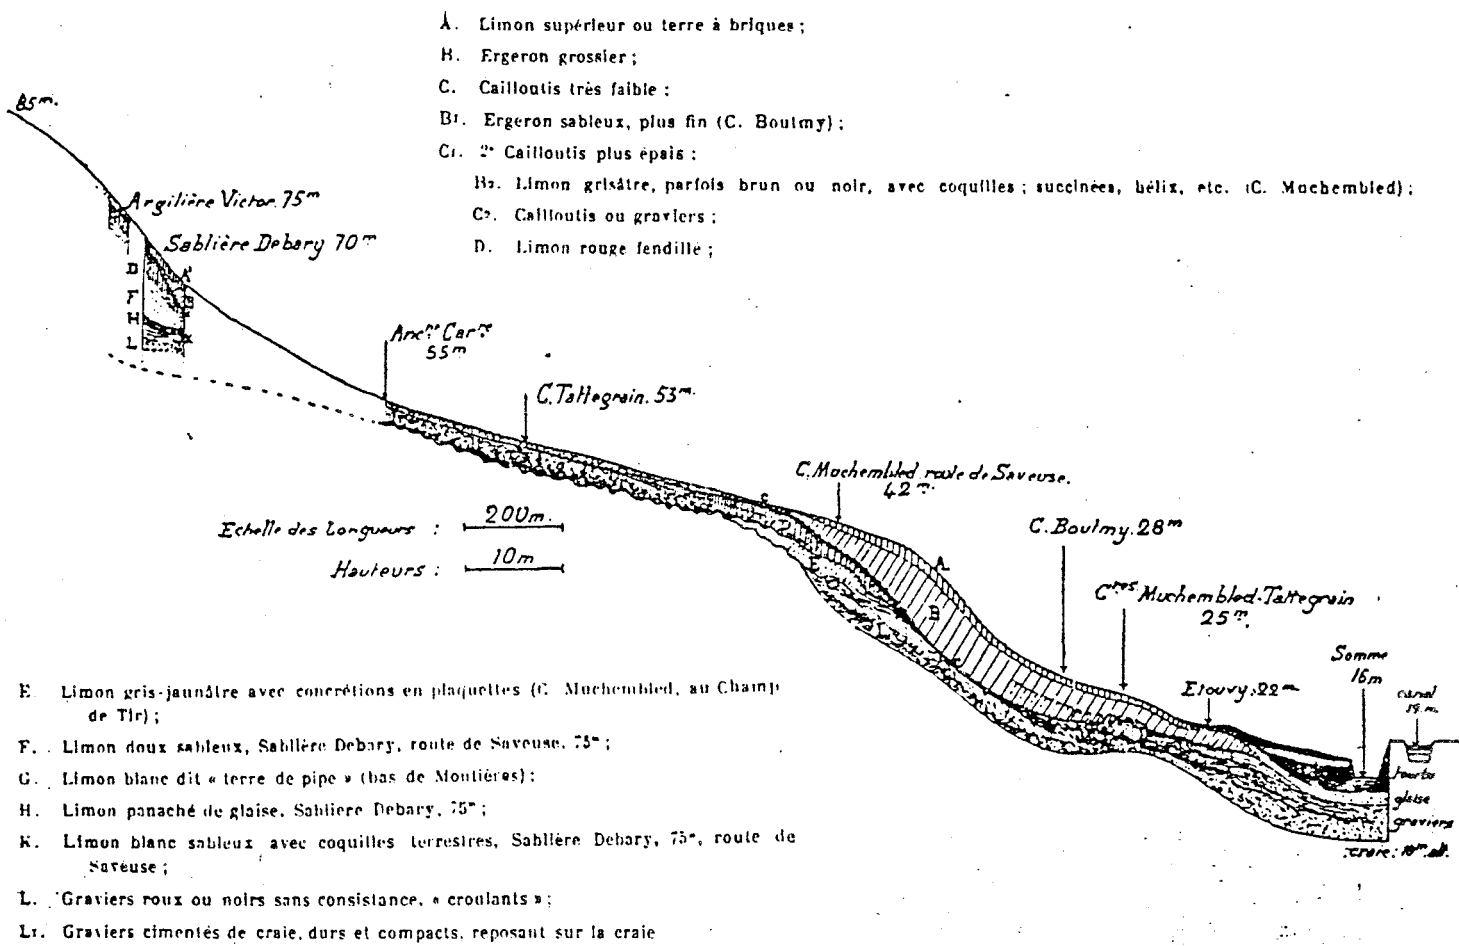 A. Limon supérieur ou terre à briques ;
B. Ergeron grossier ;
C. Cailloutis très faible ;
B1. Ergeron sableux, plus fin (C. Boutmy) ;
C1. 2e Cailloutis plus épais ;
B2. Limon grisâtre, parfois brun ou noir, avec coquilles ; succinées, hélix, etc. (C. Muchembled) ;
C2. Cailloutis ou graviers ;
D. Limon rouge fendillé ;
85m.
Argilière Victor. 75m
Sablière Debary 70m
D
F
H
L
A
B
K
Ancne Carre
55m
C. Tattegrain. 53m.
C. Muchembled route de Saveuse.
42m.
C. Boutmy. 28m
Cres Muchembled-Tattegrain
25m.
Echelle des Longueurs : 200m.
Hauteurs : 10m
A
B
Somme
16m
Etouvy. 22m
canal
19 m.
tourbe
glaise
graviers
craie : 10m alt.
E. Limon gris-jaunâtre avec concrétions en plaquettes (C. Muchembled, au Champ
de Tir) ;
F. Limon doux sableux, Sablière Debary, route de Saveuse, 75m ;
G. Limon blanc dit « terre de pipe » (bas de Montières) ;
H. Limon panaché de glaise, Sablière Debary, 75m ;
K. Limon blanc sableux avec coquilles terrestres, Sablière Debary, 75m, route de
Saveuse ;
L. Graviers roux ou noirs sans consistance, « croulants » ;
L1. Graviers cimentés de craie, durs et compacts, reposant sur la craie